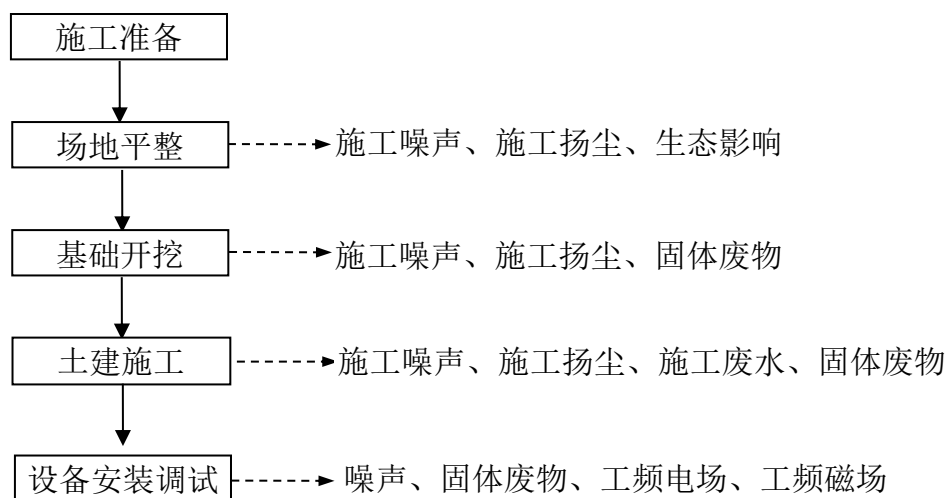 施工准备
场地平整
施工噪声、施工扬尘、生态影响
基础开挖
施工噪声、施工扬尘、固体废物
土建施工
施工噪声、施工扬尘、施工废水、固体废物
设备安装调试
噪声、固体废物、工频电场、工频磁场